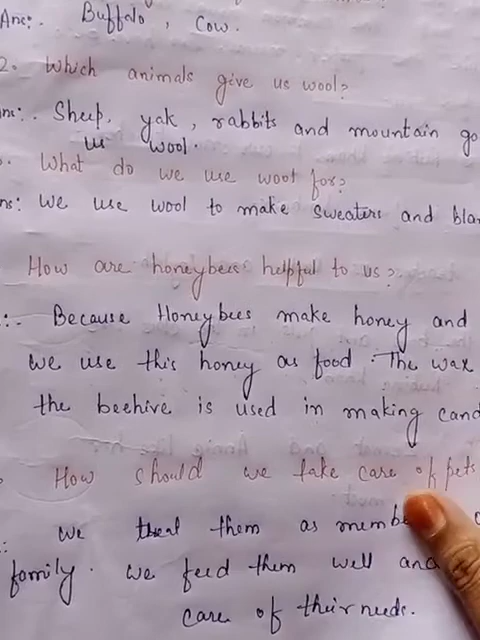 Ans:. Buffalo, Cow.
2. Which animals give us wool?
ns:. Sheep, yak, rabbits and mountain go
us wool.
. What do we use wool for?
ns: We use wool to make sweaters and bla
How are honeybees helpful to us?
:. Because Honeybees make honey and
we use this honey as food. The wax
the beehive is used in making cand
How should we take care of pets
: We treat them as membe
family. We feed them well and
care of their needs.